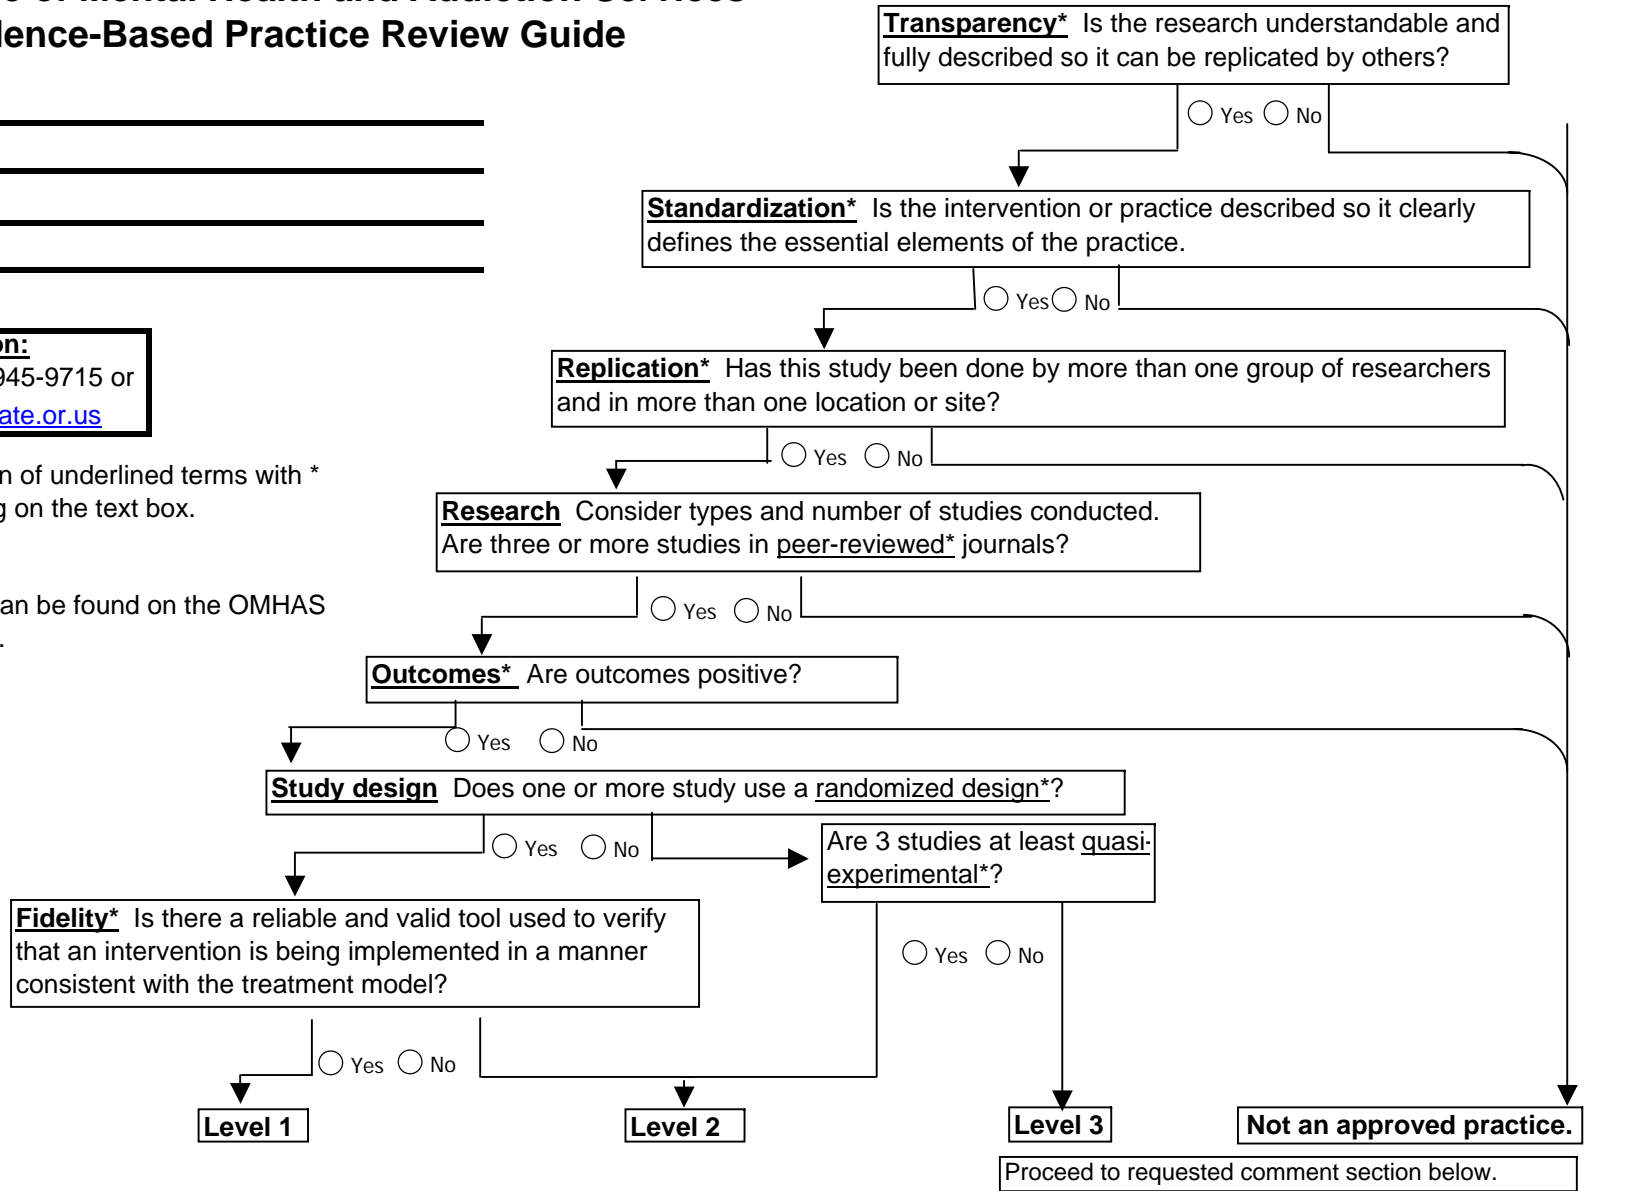 Evidence-Based Practice Review Guide
Transparency* Is the research understandable and
fully described so it can be replicated by others?
Yes No
Standardization* Is the intervention or practice described so it clearly
defines the essential elements of the practice.
Yes No
on:
945-9715 or
ate.or.us
Replication* Has this study been done by more than one group of researchers
and in more than one location or site?
Yes No
n of underlined terms with *
g on the text box.
Research Consider types and number of studies conducted.
Are three or more studies in peer-reviewed* journals?
an be found on the OMHAS
.
Yes No
Outcomes* Are outcomes positive?
Yes No
Study design Does one or more study use a randomized design*?
Yes No
Are 3 studies at least quasi-
experimental*?
Yes No
Fidelity* Is there a reliable and valid tool used to verify
that an intervention is being implemented in a manner
consistent with the treatment model?
Yes No
Level 1
Level 2
Level 3
Not an approved practice.
Proceed to requested comment section below.